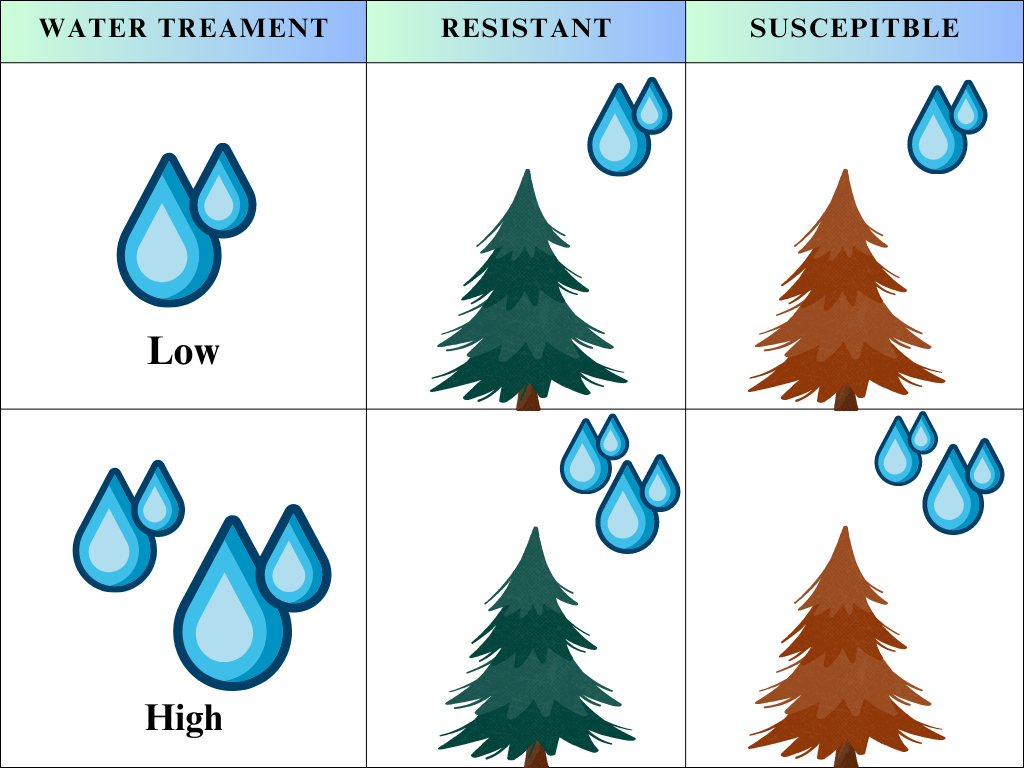 WATER TREAMENT
RESISTANT
SUSCEPITBLE
Low
High